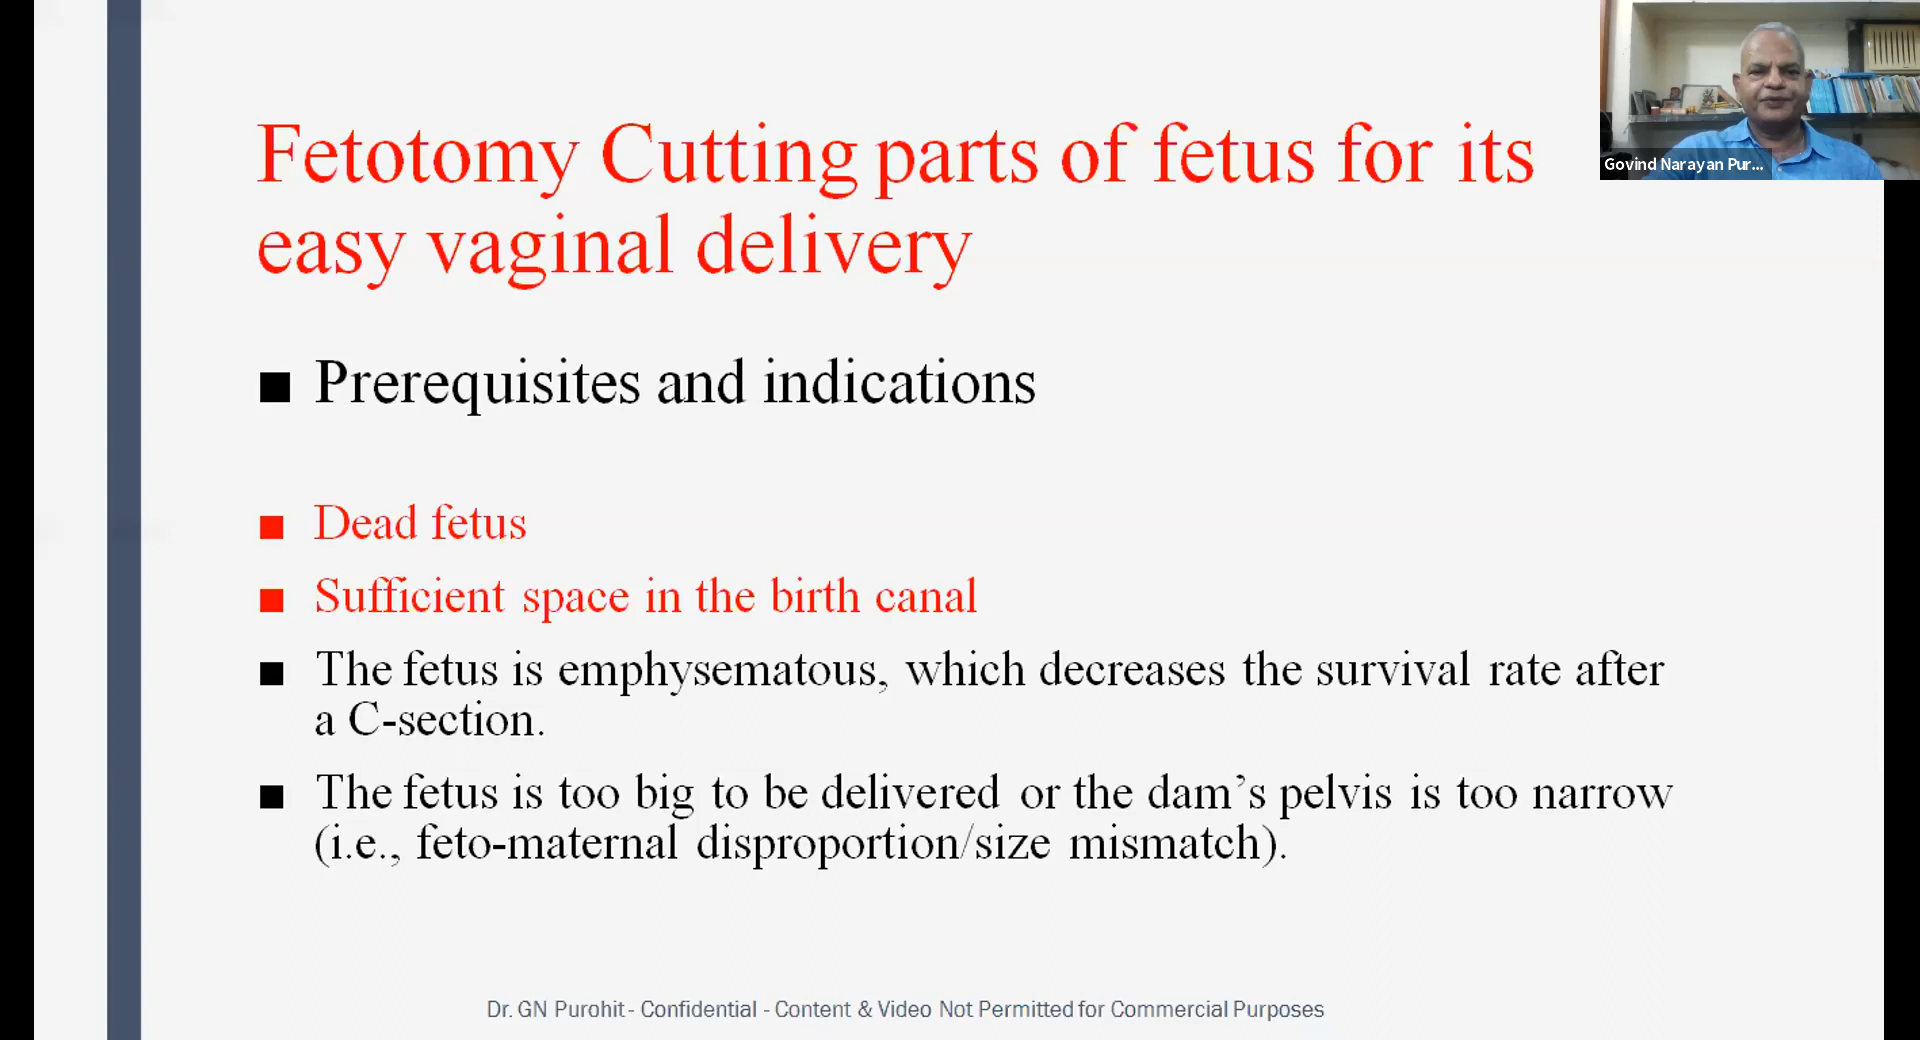 Fetotomy Cutting parts of fetus for its
easy vaginal delivery
Govind Narayan Pur...
■ Prerequisites and indications
■ Dead fetus
■ Sufficient space in the birth canal
■ The fetus is emphysematous, which decreases the survival rate after
a C-section.
■ The fetus is too big to be delivered or the dam’s pelvis is too narrow
(i.e., feto-maternal disproportion/size mismatch).
Dr. GN Purohit - Confidential - Content & Video Not Permitted for Commercial Purposes